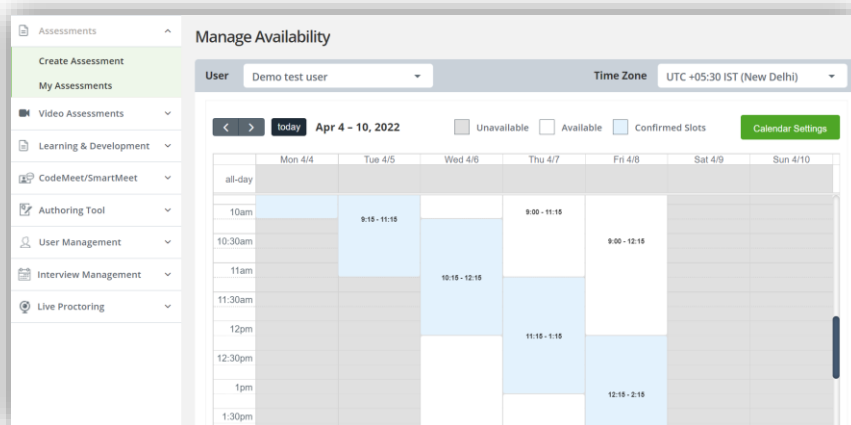 Assessments
Create Assessment
My Assessments
Video Assessments
Learning & Development
CodeMeet/SmartMeet
Authoring Tool
User Management
Interview Management
Live Proctoring
Manage Availability
User Demo test user Time Zone UTC +05:30 IST (New Delhi)
today Apr 4 – 10, 2022 Unavailable Available Confirmed Slots Calendar Settings
Mon 4/4 Tue 4/5 Wed 4/6 Thu 4/7 Fri 4/8 Sat 4/9 Sun 4/10
all-day
10am 9:00 - 11:15
9:15 - 11:15
10:30am 9:00 - 12:15
11am
10:15 - 12:15
11:30am
12pm
11:15 - 1:15
12:30pm
1pm
12:15 - 2:15
1:30pm